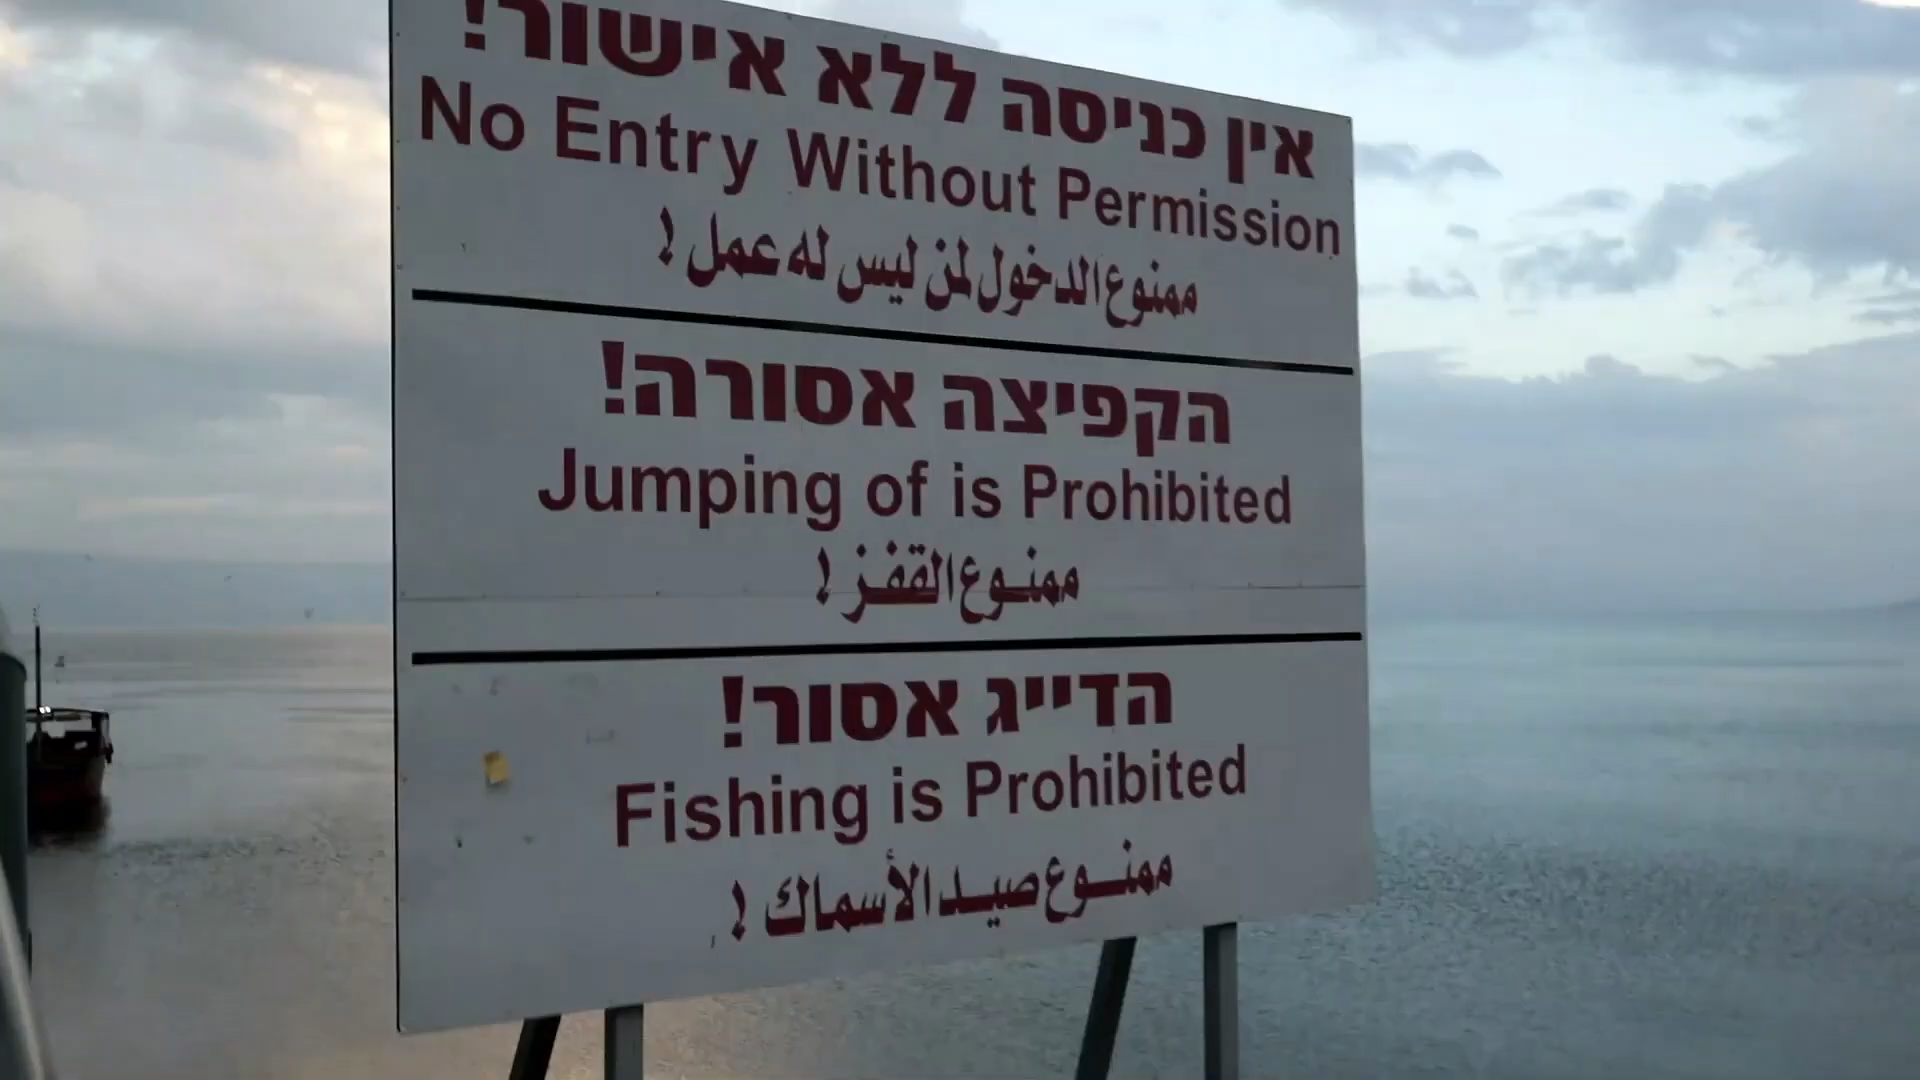 אין כניסה ללא אישור!
No Entry Without Permission
ممنوع الدخول لمن ليس له عمل!
הקפיצה אסורה!
Jumping of is Prohibited
ممنوع القفز!
הדייג אסור!
Fishing is Prohibited
ممنوع صيد الأسماك!